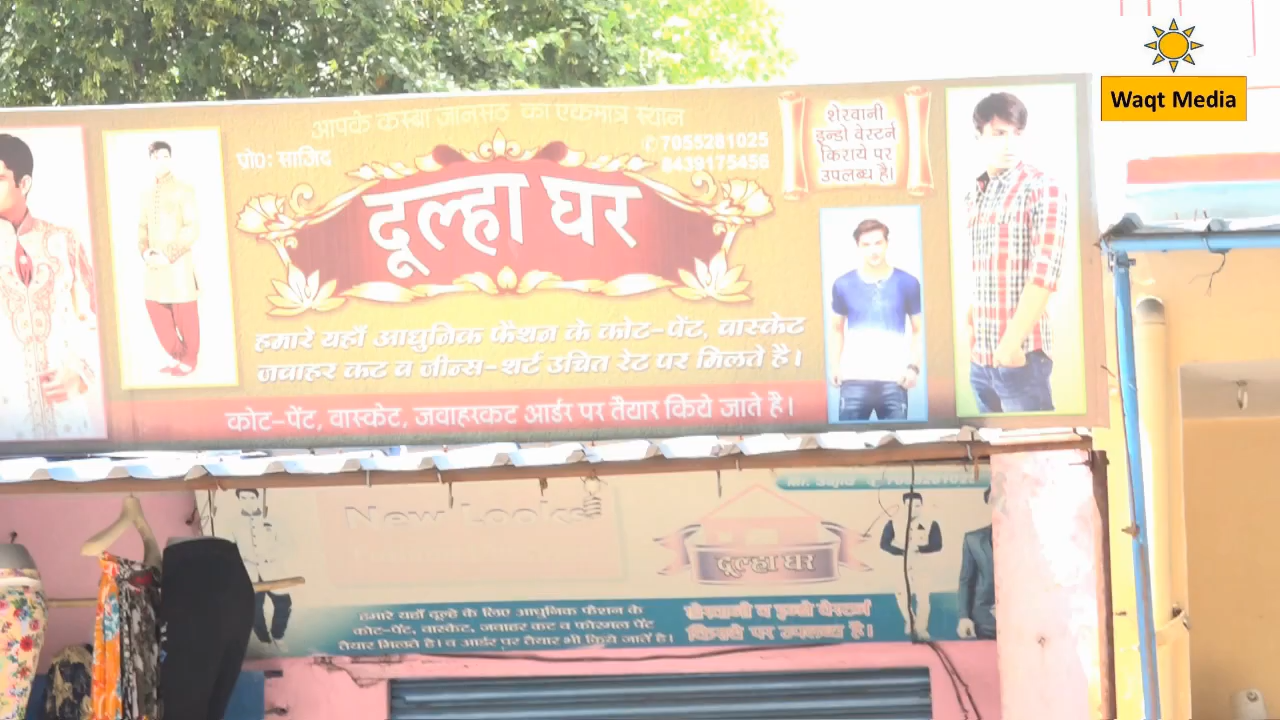 Waqt Media
आपके कस्बा जानसठ का एकमात्र स्थान
प्रो0: साजिद
7055281025
8439175456
शेरवानी
इन्डो वेस्टर्न
किराये पर
उपलब्ध है।
दूल्हा घर
हमारे यहाँ आधुनिक फैशन के कोट-पेंट, वास्केट
जवाहर कट व जीन्स-शर्ट उचित रेट पर मिलते है।
कोट-पेंट, वास्केट, जवाहरकट आर्डर पर तैयार किये जाते है।
New Looks
दूल्हा घर
हमारे यहाँ दूल्हे के लिए आधुनिक फैशन के
कोट-पेंट, वास्केट, जवाहर कट व फोरमल पेंट
तैयार मिलते है। व आर्डर पर तैयार भी किये जाते है।
शेरवानी व इन्डो वेस्टर्न
किराये पर उपलब्ध है।